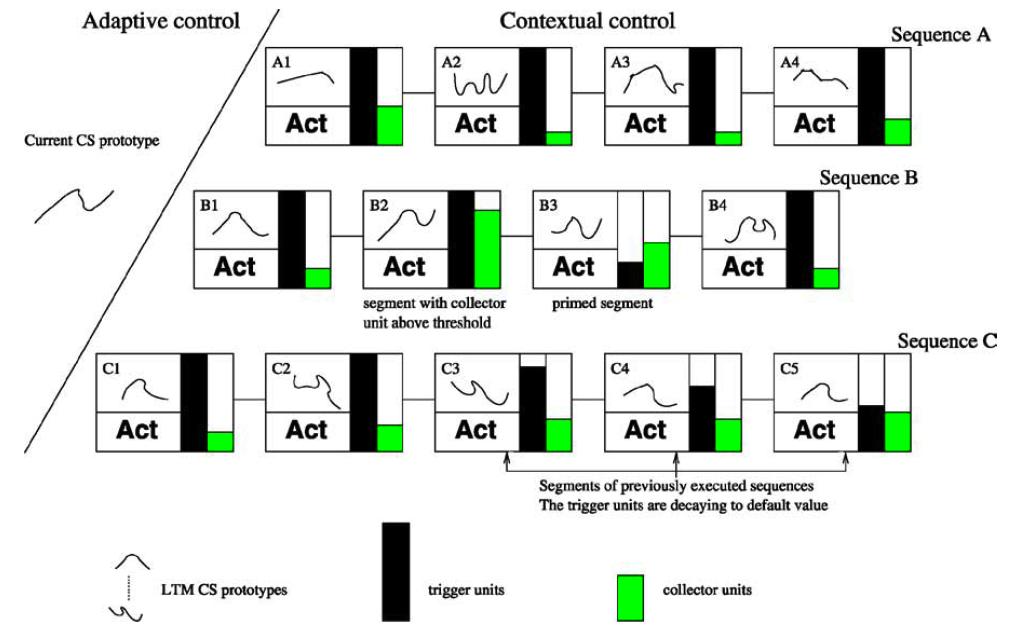 Adaptive control
Contextual control
Sequence A
A1
A2
A3
A4
Act
Act
Act
Act
Current CS prototype
Sequence B
B1
B2
B3
B4
Act
Act
Act
Act
segment with collector
unit above threshold
primed segment
Sequence C
C1
C2
C3
C4
C5
Act
Act
Act
Act
Act
Segments of previously executed sequences
The trigger units are decaying to default value
LTM CS prototypes
trigger units
collector units